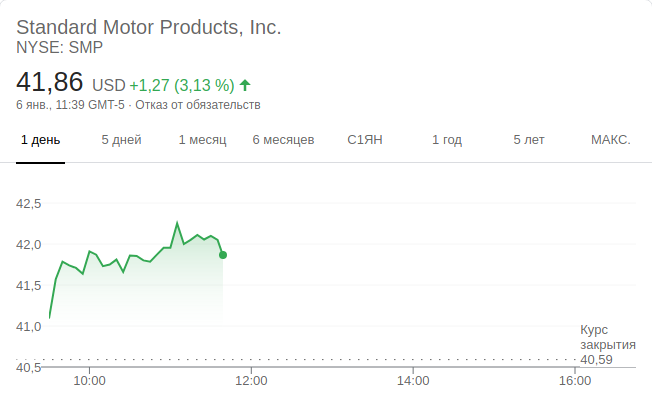 Standard Motor Products, Inc.
NYSE: SMP
41,86 USD +1,27 (3,13 %)
6 янв., 11:39 GMT-5 · Отказ от обязательств
1 день 5 дней 1 месяц 6 месяцев С1ЯН 1 год 5 лет МАКС.
42,5
42,0
41,5
41,0
Курс
закрытия
40,59
40,5
10:00 12:00 14:00 16:00